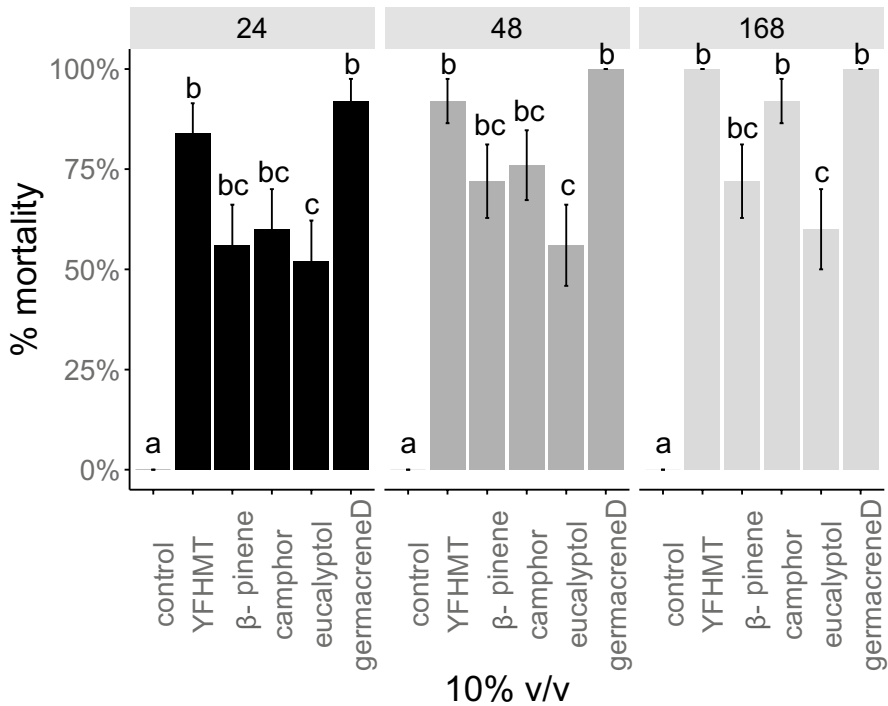 24
48
168
% mortality
100%
75%
50%
25%
0%
a
b
bc
bc
c
b
a
b
bc
bc
c
b
a
b
bc
b
c
b
control
YFHMT
β- pinene
camphor
eucalyptol
germacreneD
control
YFHMT
β- pinene
camphor
eucalyptol
germacreneD
control
YFHMT
β- pinene
camphor
eucalyptol
germacreneD
10% v/v